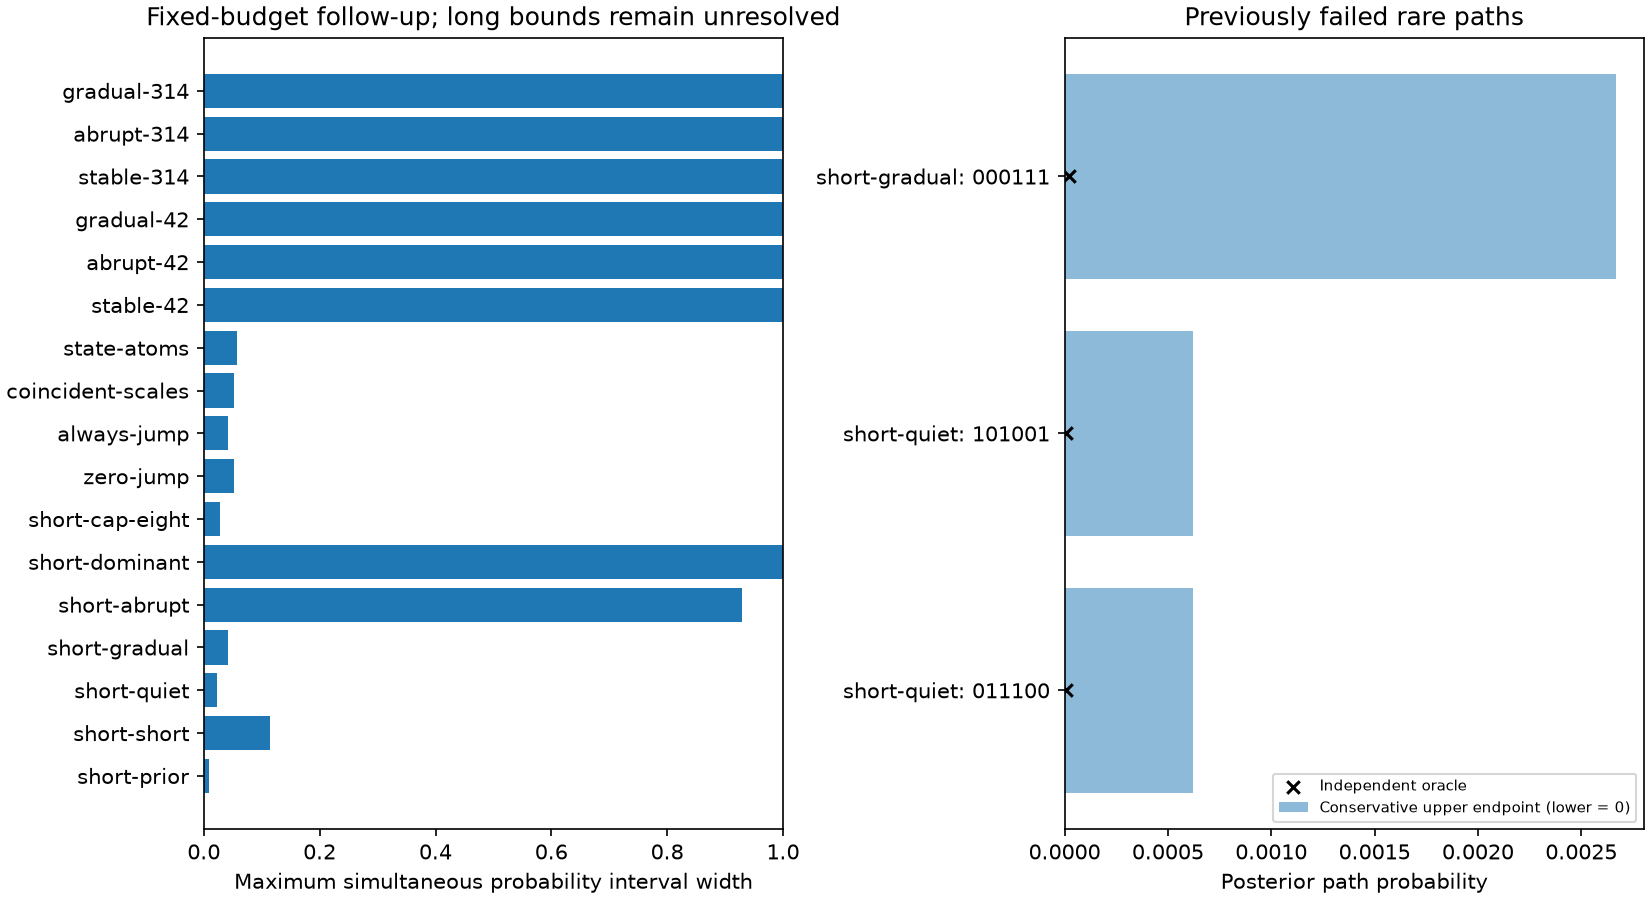 Fixed-budget follow-up; long bounds remain unresolved
gradual-314
abrupt-314
stable-314
gradual-42
abrupt-42
stable-42
state-atoms
coincident-scales
always-jump
zero-jump
short-cap-eight
short-dominant
short-abrupt
short-gradual
short-quiet
short-short
short-prior
0.0 0.2 0.4 0.6 0.8 1.0
Maximum simultaneous probability interval width
Previously failed rare paths
short-gradual: 000111
short-quiet: 101001
short-quiet: 011100
Independent oracle
Conservative upper endpoint (lower = 0)
0.0000 0.0005 0.0010 0.0015 0.0020 0.0025
Posterior path probability